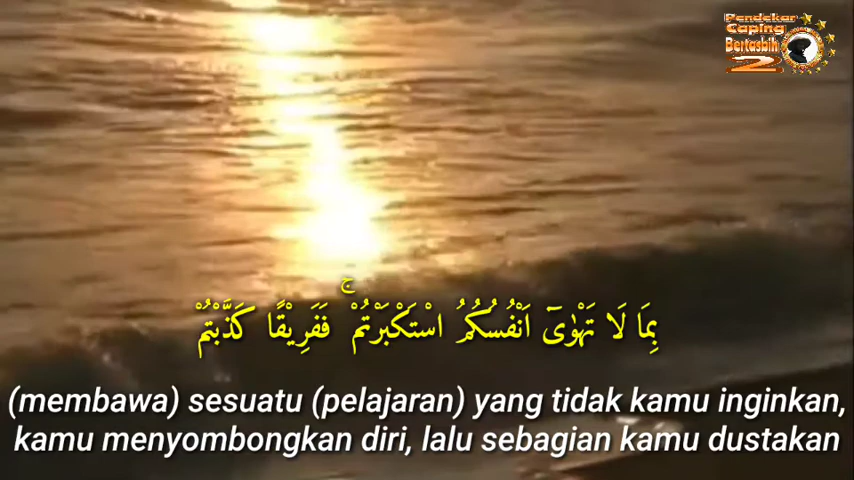 Pendekar
Caping
Bertasbih
2
بِمَا لَا تَهْوٰىٓ اَنْفُسُكُمُ اسْتَكْبَرْتُمْ ۚ فَفَرِيْقًا كَذَّبْتُمْ
(membawa) sesuatu (pelajaran) yang tidak kamu inginkan,
kamu menyombongkan diri, lalu sebagian kamu dustakan